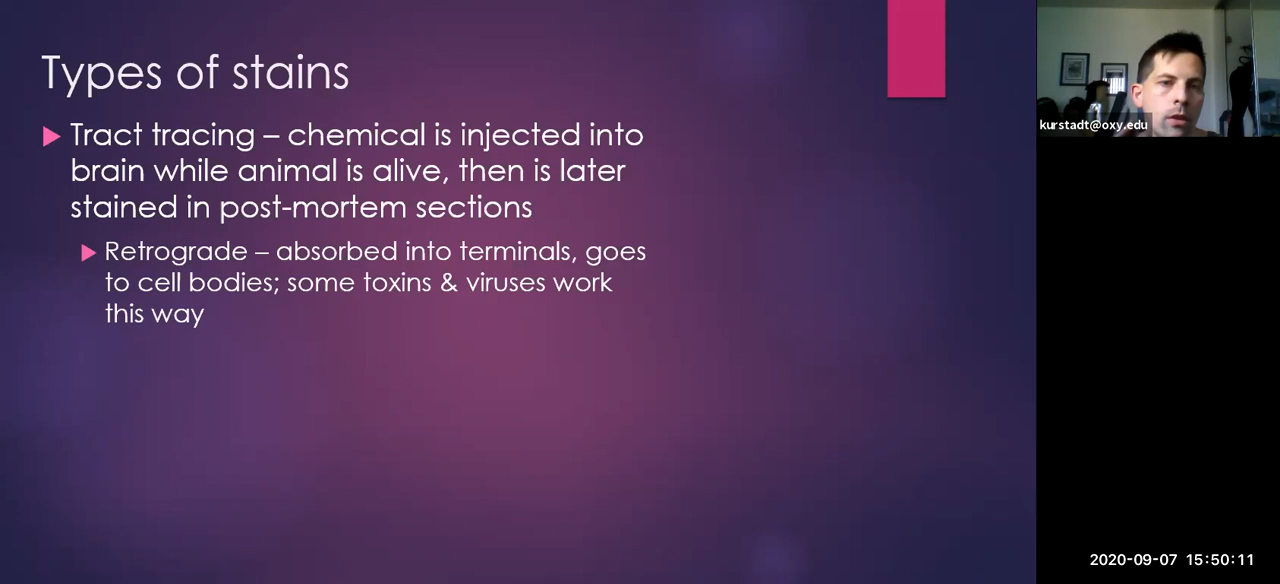 Types of stains
Tract tracing – chemical is injected into
brain while animal is alive, then is later
stained in post-mortem sections
Retrograde – absorbed into terminals, goes
to cell bodies; some toxins & viruses work
this way
kurstadt@oxy.edu
2020-09-07 15:50:11